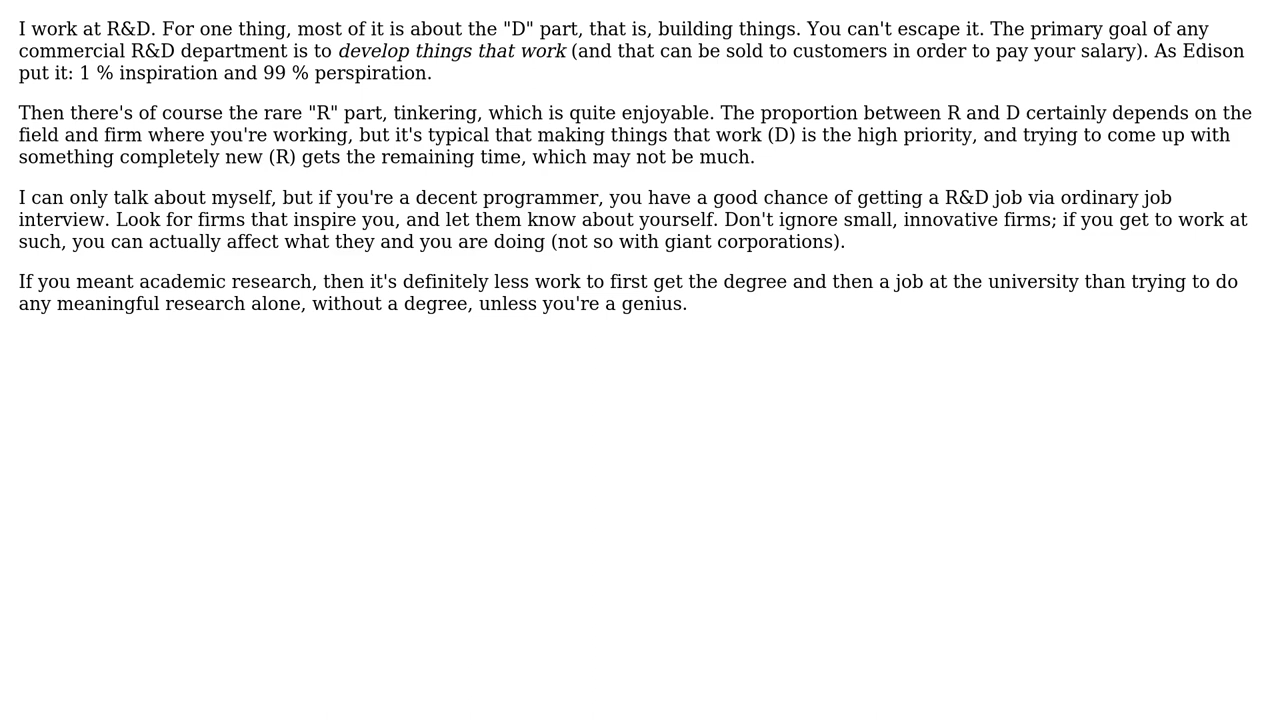 I work at R&D. For one thing, most of it is about the "D" part, that is, building things. You can't escape it. The primary goal of any
commercial R&D department is to develop things that work (and that can be sold to customers in order to pay your salary). As Edison
put it: 1 % inspiration and 99 % perspiration.
Then there's of course the rare "R" part, tinkering, which is quite enjoyable. The proportion between R and D certainly depends on the
field and firm where you're working, but it's typical that making things that work (D) is the high priority, and trying to come up with
something completely new (R) gets the remaining time, which may not be much.
I can only talk about myself, but if you're a decent programmer, you have a good chance of getting a R&D job via ordinary job
interview. Look for firms that inspire you, and let them know about yourself. Don't ignore small, innovative firms; if you get to work at
such, you can actually affect what they and you are doing (not so with giant corporations).
If you meant academic research, then it's definitely less work to first get the degree and then a job at the university than trying to do
any meaningful research alone, without a degree, unless you're a genius.